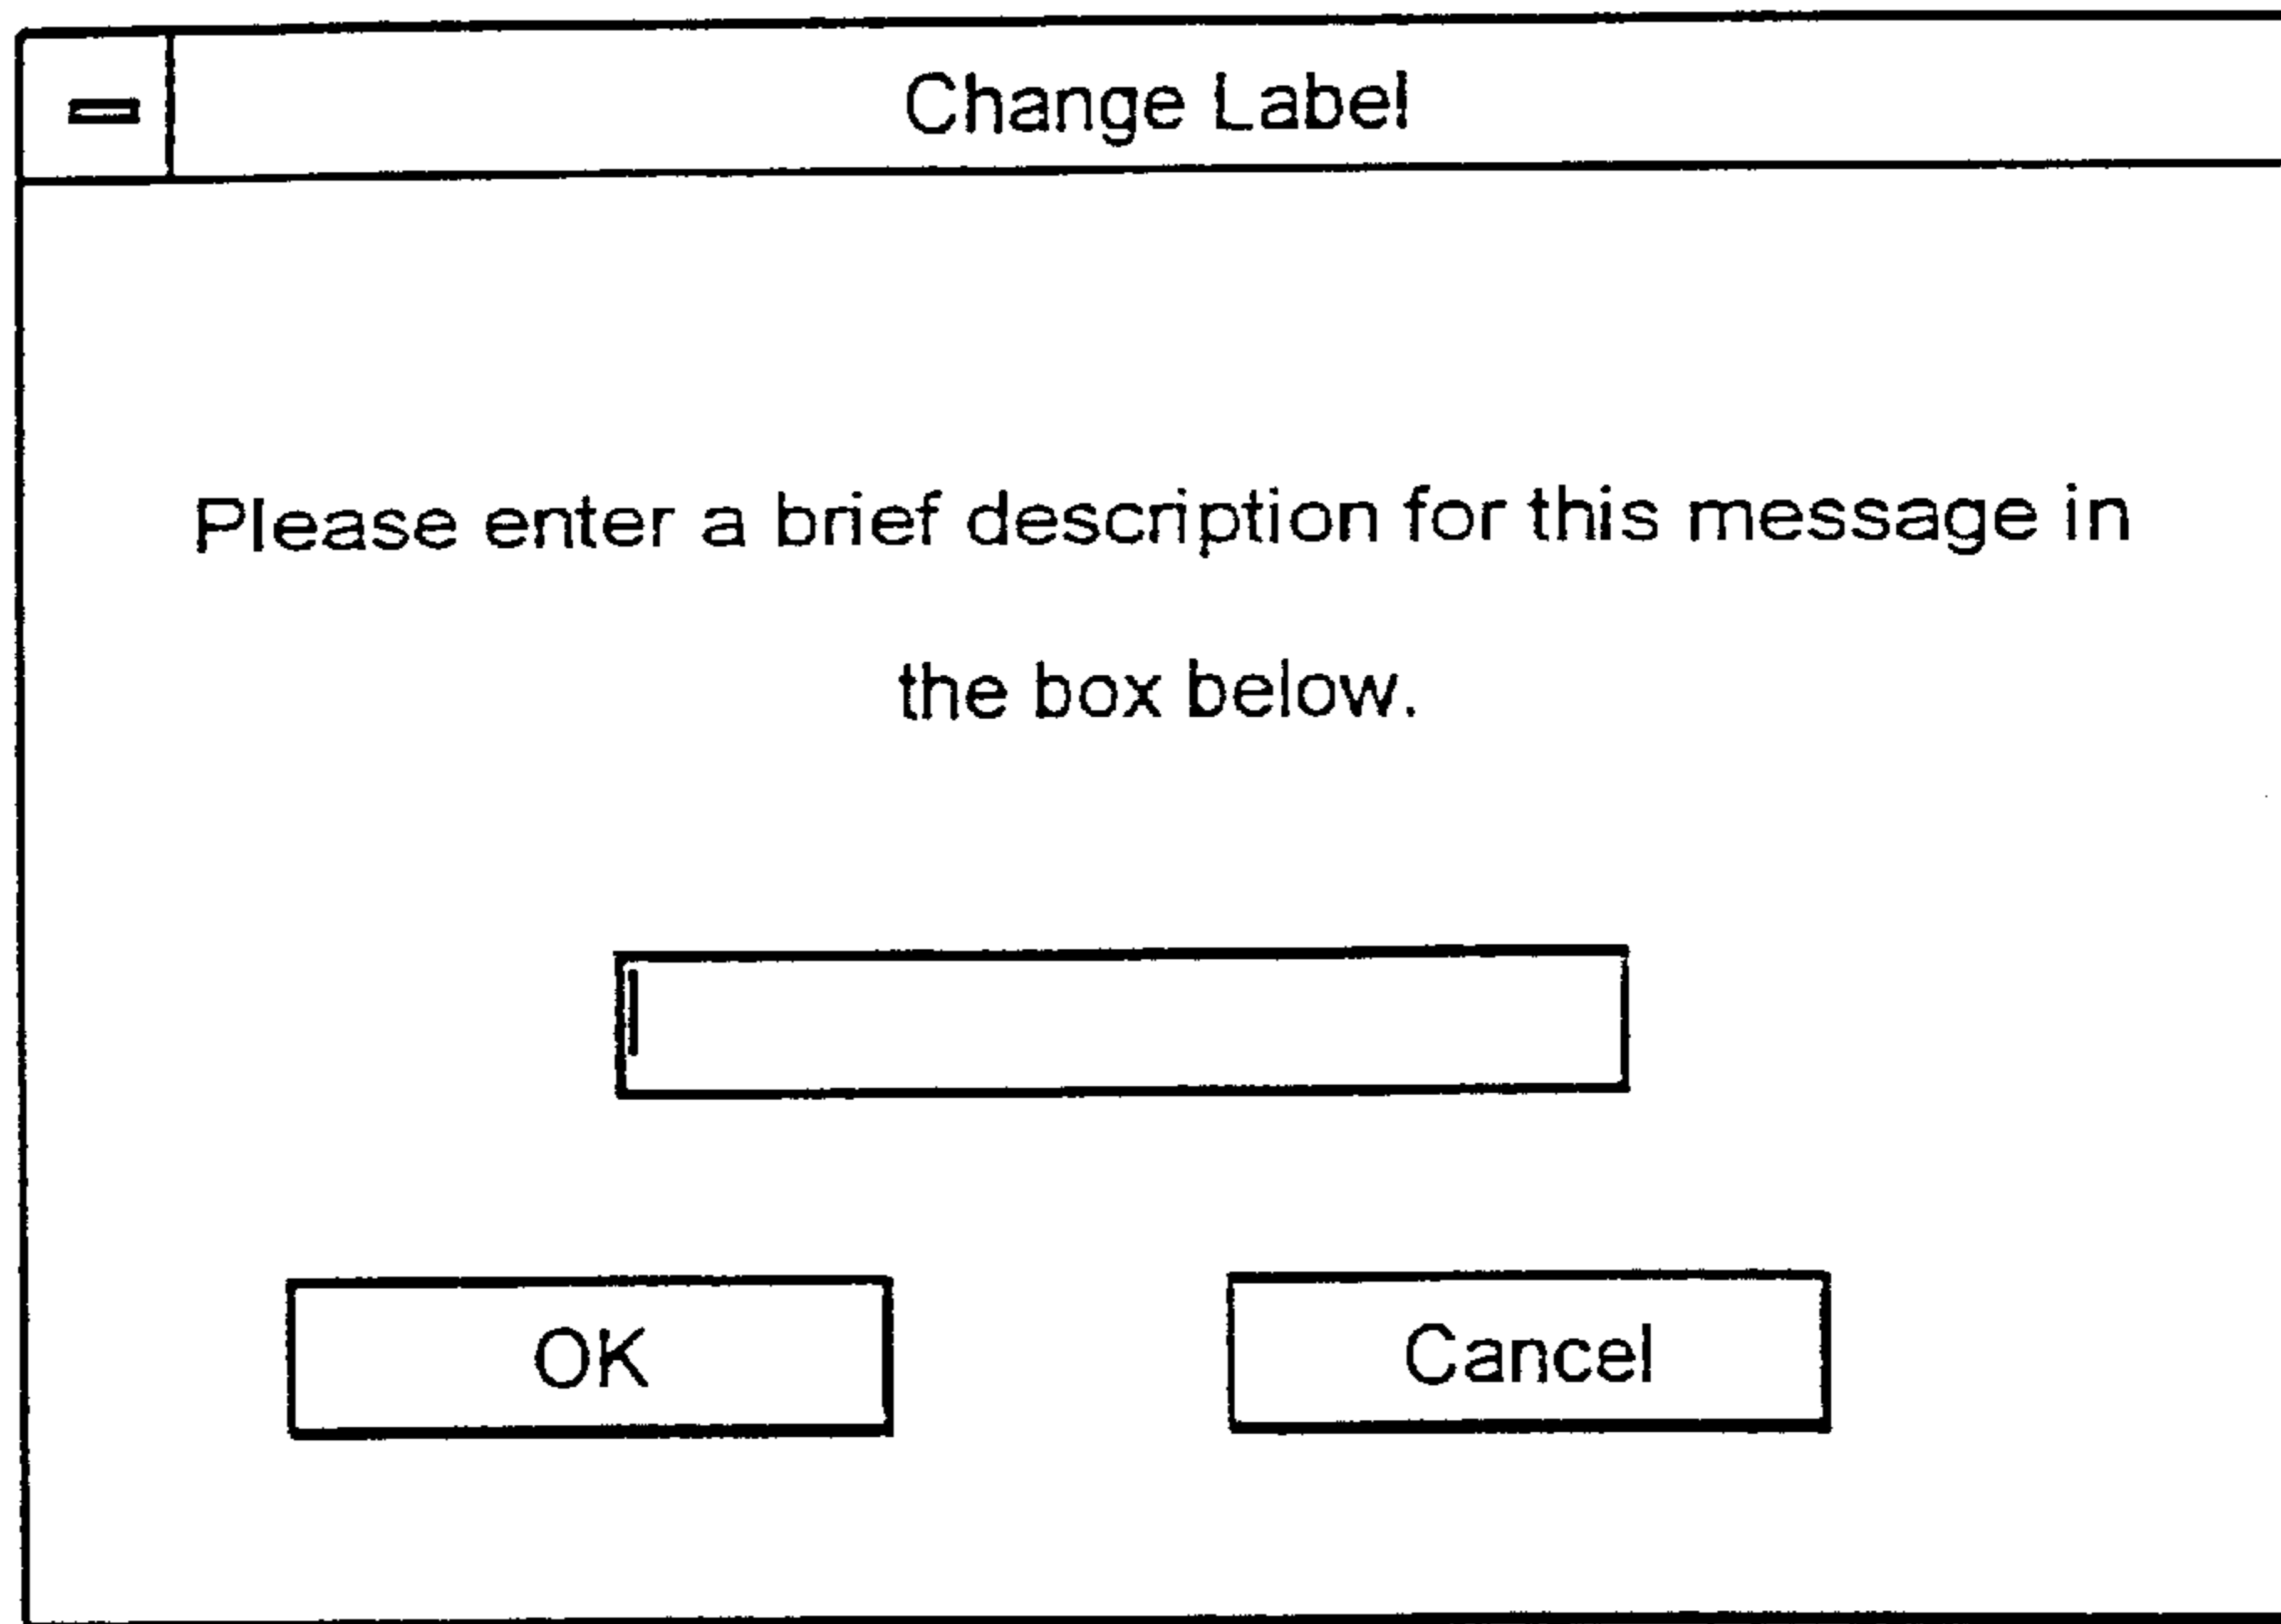 Change Label
Please enter a brief description for this message in
the box below.
OK
Cancel